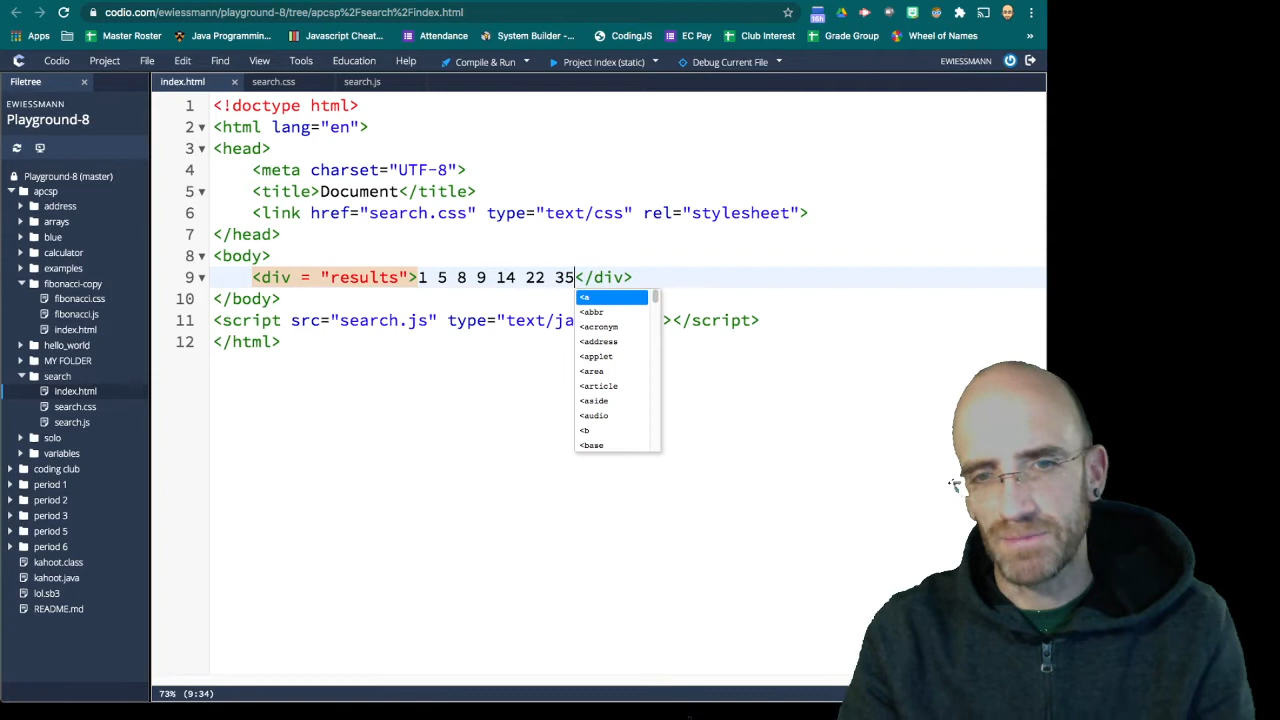 codio.com/ewiessmann/playground-8/tree/apcsp%2Fsearch%2Findex.html
16h
Apps Master Roster Java Programmin... Javascript Cheat... Attendance System Builder -... CodingJS EC Pay Club Interest Grade Group Wheel of Names »
Codio Project File Edit Find View Tools Education Help Compile & Run Project Index (static) Debug Current File EWIESSMANN
Filetree
index.html search.css search.js
EWIESSMANN
Playground-8
Playground-8 (master)
apcsp
address
arrays
blue
calculator
examples
fibonacci-copy
fibonacci.css
fibonacci.js
index.html
hello_world
MY FOLDER
search
index.html
search.css
search.js
solo
variables
coding club
period 1
period 2
period 3
period 5
period 6
kahoot.class
kahoot.java
lol.sb3
README.md
1 <!doctype html>
2 <html lang="en">
3 <head>
4 <meta charset="UTF-8">
5 <title>Document</title>
6 <link href="search.css" type="text/css" rel="stylesheet">
7 </head>
8 <body>
9 <div = "results">1 5 8 9 14 22 35</div>
10 </body>
11 <script src="search.js" type="text/ja ></script>
12 </html>
<a
<abbr
<acronym
<address
<applet
<area
<article
<aside
<audio
<b
<base
73% (9:34)